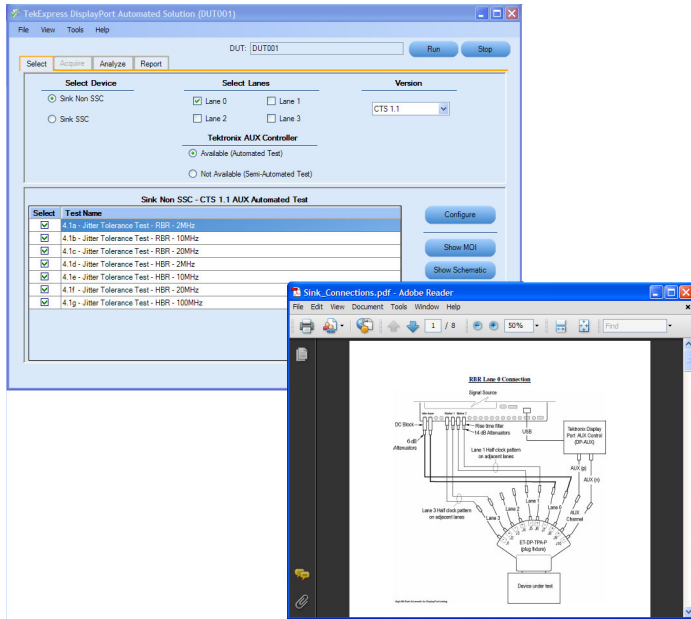 TekExpress DisplayPort Automated Solution (DUT001)
File View Tools Help
DUT: DUT001 Run Stop
Select Acquire Analyze Report
Select Device Select Lanes Version
Sink Non SSC Lane 0 Lane 1 CTS 1.1
Sink SSC Lane 2 Lane 3
Tektronix AUX Controller
Available (Automated Test)
Not Available (Semi-Automated Test)
Sink Non SSC - CTS 1.1 AUX Automated Test
Select Test Name
4.1a - Jitter Tolerance Test - RBR - 2MHz
4.1b - Jitter Tolerance Test - RBR - 10MHz
4.1c - Jitter Tolerance Test - RBR - 20MHz
4.1d - Jitter Tolerance Test - HBR - 2MHz
4.1e - Jitter Tolerance Test - HBR - 10MHz
4.1f - Jitter Tolerance Test - HBR - 20MHz
4.1g - Jitter Tolerance Test - HBR - 100MHz
Configure
Show MOI
Show Schematic
Sink_Connections.pdf - Adobe Reader
File Edit View Document Tools Window Help
1 / 8 50% Find
RBR Lane 0 Connection
Signal Source
DC Block
Rise time filter
14 dB Attenuators
USB
Tektronix Display
Port AUX Control
(DP-AUX)
6 dB
Attenuators
Lane 1 Half clock pattern
on adjacent lanes
AUX (p)
AUX (n)
Lane 3 Half clock pattern
on adjacent lanes
Lane 3
Lane 2
Lane 1
Lane 0
AUX
Channel
ET-DP-TPA-P
(plug fixture)
Device under test